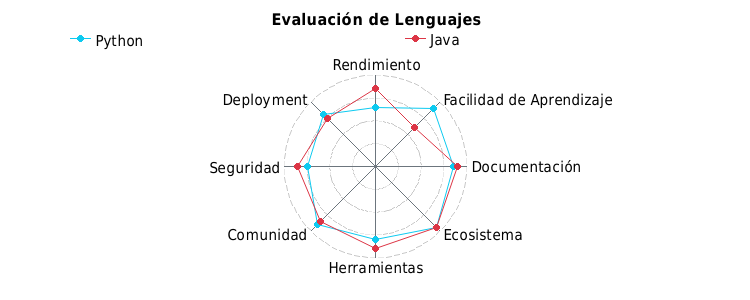 Evaluación de Lenguajes
Python
Java
Rendimiento
Deployment
Facilidad de Aprendizaje
Seguridad
Documentación
Comunidad
Ecosistema
Herramientas